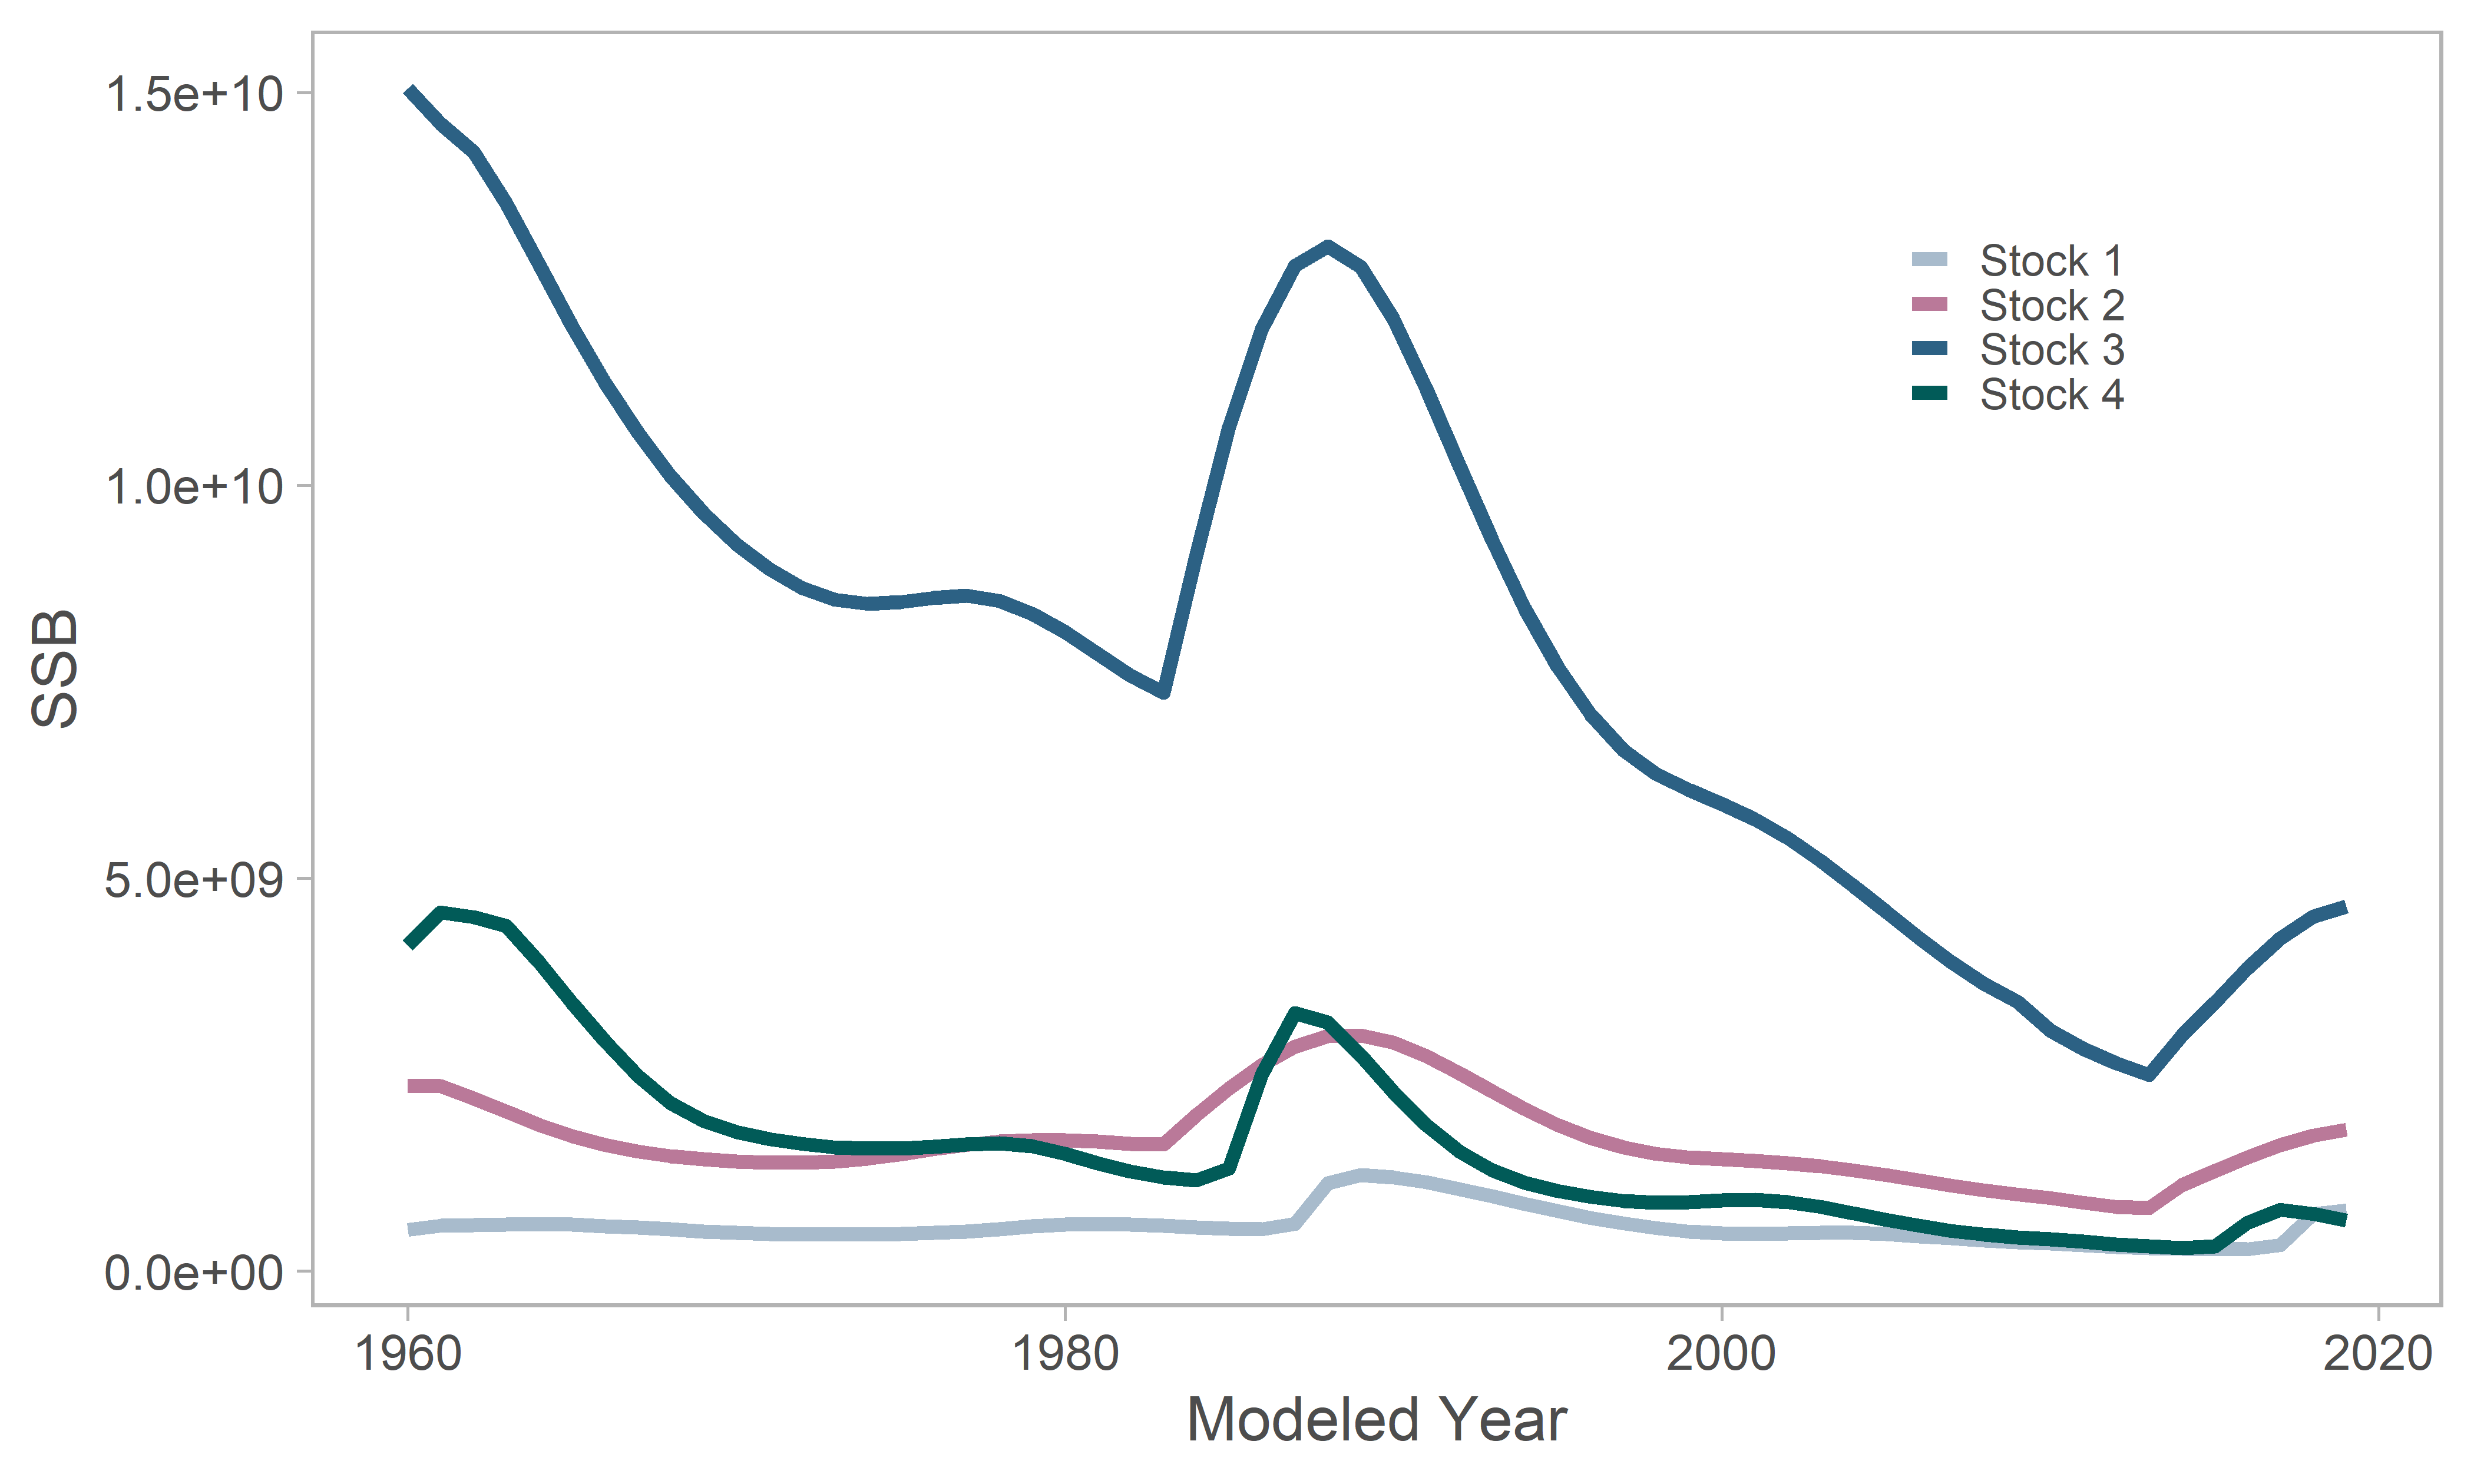 1.5e+10
1.0e+10
5.0e+09
0.0e+00
SSB
Stock 1
Stock 2
Stock 3
Stock 4
1960 1980 2000 2020
Modeled Year